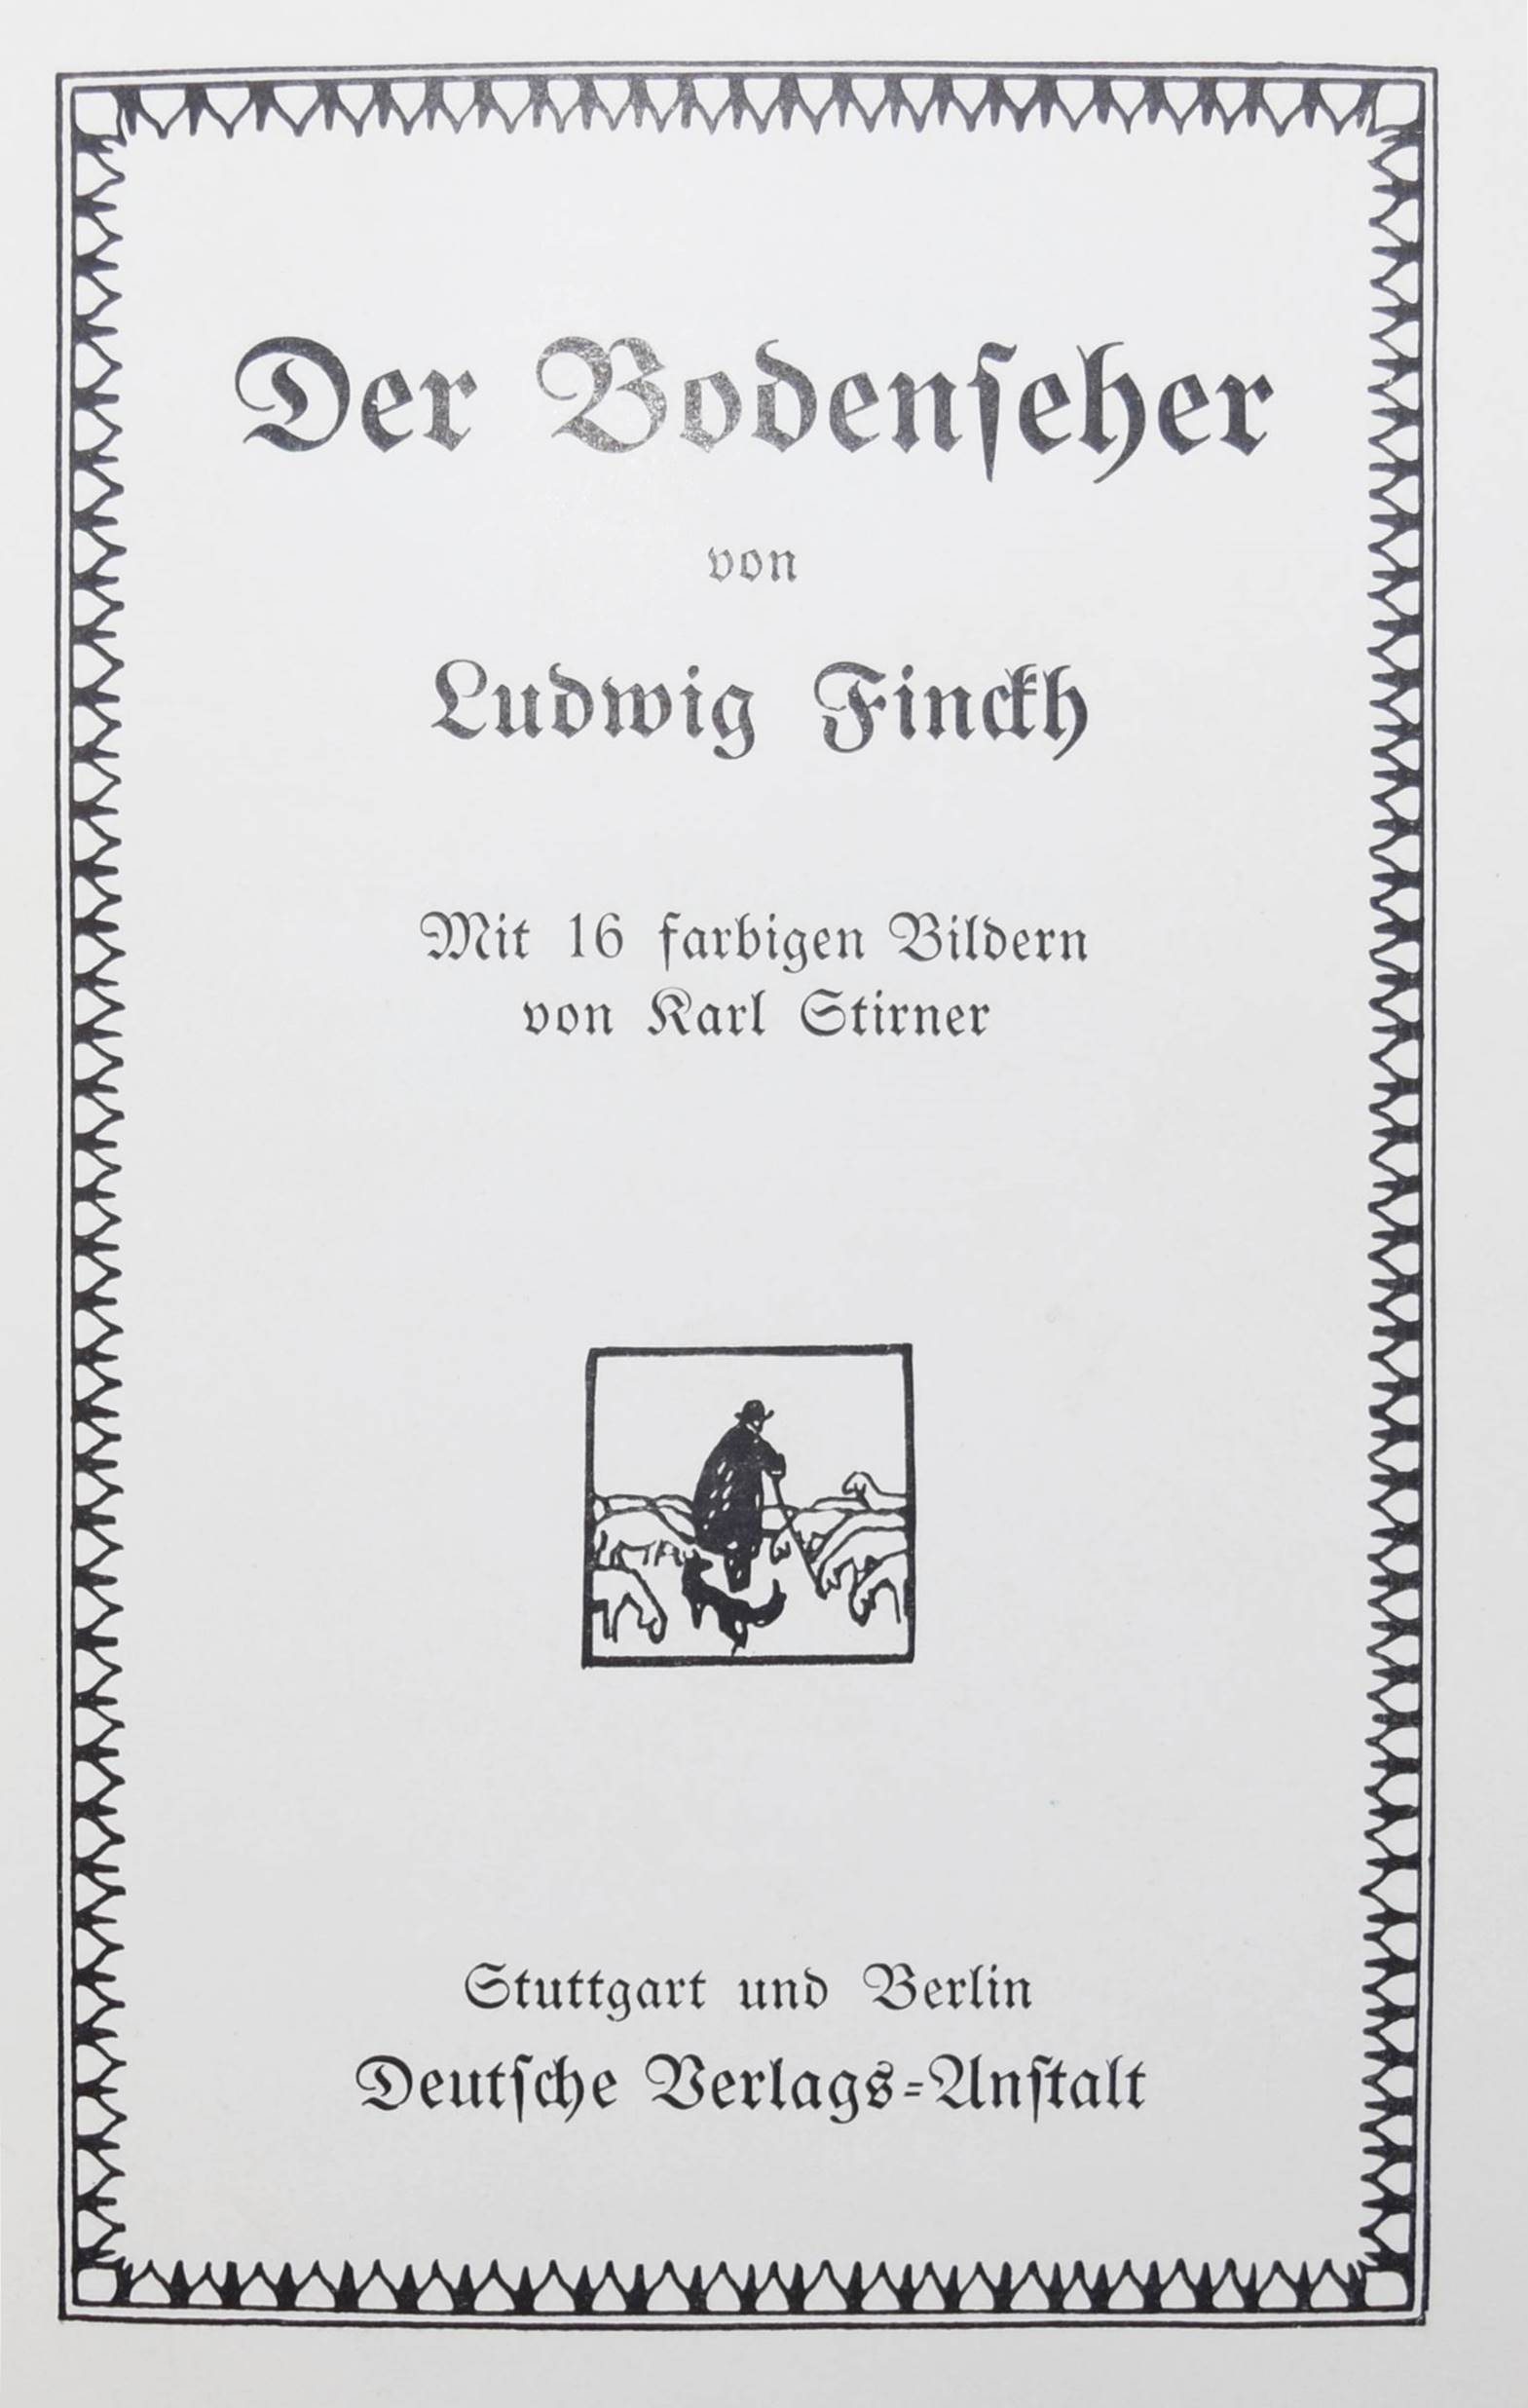 Der Bodenſeher
von
Ludwig Finckh
Mit 16 farbigen Bildern
von Karl Stirner
Stuttgart und Berlin
Deutſche Verlags-Anſtalt